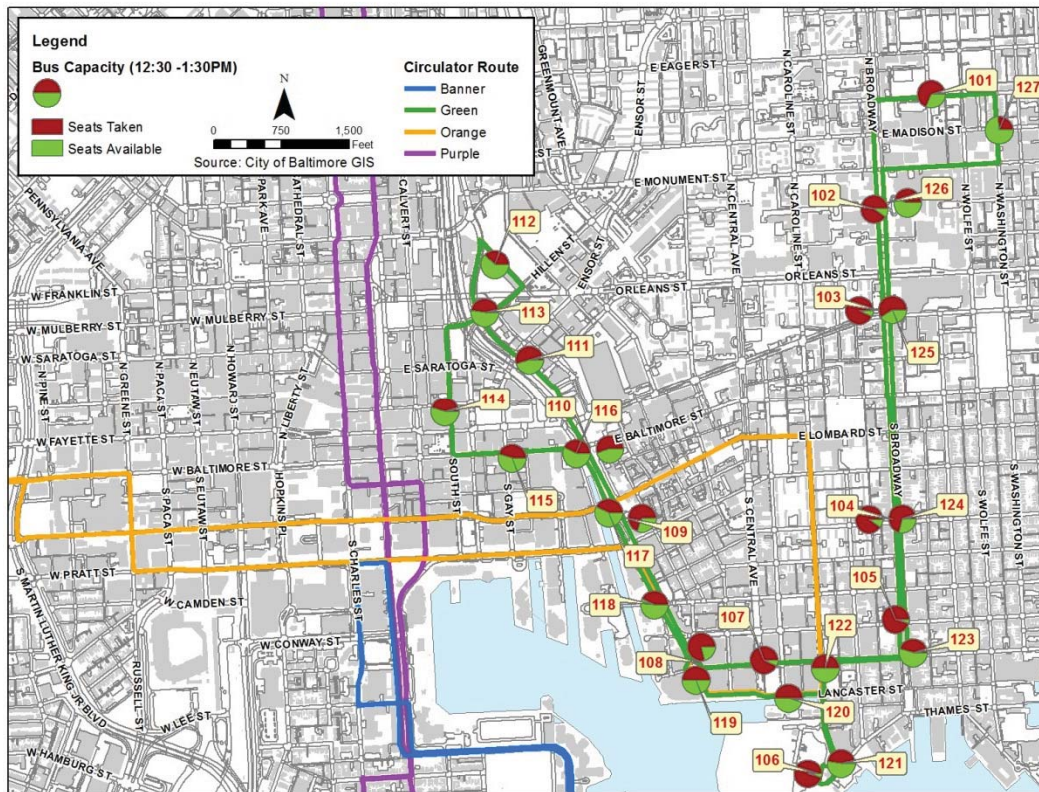 Legend
Bus Capacity (12:30 -1:30PM)
Seats Taken
Seats Available
N
0 750 1,500
Feet
Source: City of Baltimore GIS
Circulator Route
Banner
Green
Orange
Purple
GREENMOUNT AVE
ENSOR ST
E EAGER ST
N CAROLINE ST
N BROADWAY
101
127
E MADISON ST
PENNSYLVANIA AVE
PARK AVE
CALVERT ST
E MONUMENT ST
N CENTRAL AVE
N CAROLINE ST
102
126
N WOLFE ST
N WASHINGTON ST
112
HILLEN ST
ENSOR ST
W FRANKLIN ST
ORLEANS ST
ORLEANS ST
W MULBERRY ST
W MULBERRY ST
113
103
125
W SARATOGA ST
E SARATOGA ST
111
N PINE ST
N GREENE ST
N PACA ST
N EUTAW ST
N HOWARD ST
N LIBERTY ST
114
110
116
E BALTIMORE ST
W FAYETTE ST
E LOMBARD ST
S BROADWAY
W BALTIMORE ST
HOPKINS PL
SOUTH ST
S GAY ST
115
S PACA ST
S EUTAW ST
S CENTRAL AVE
104
124
S WOLFE ST
S WASHINGTON ST
109
117
W PRATT ST
S CHARLES ST
S MARTIN LUTHER KING JR BLVD
W CAMDEN ST
118
105
107
W CONWAY ST
122
123
108
RUSSELL ST
LANCASTER ST
119
120
THAMES ST
W LEE ST
W HAMBURG ST
106
121